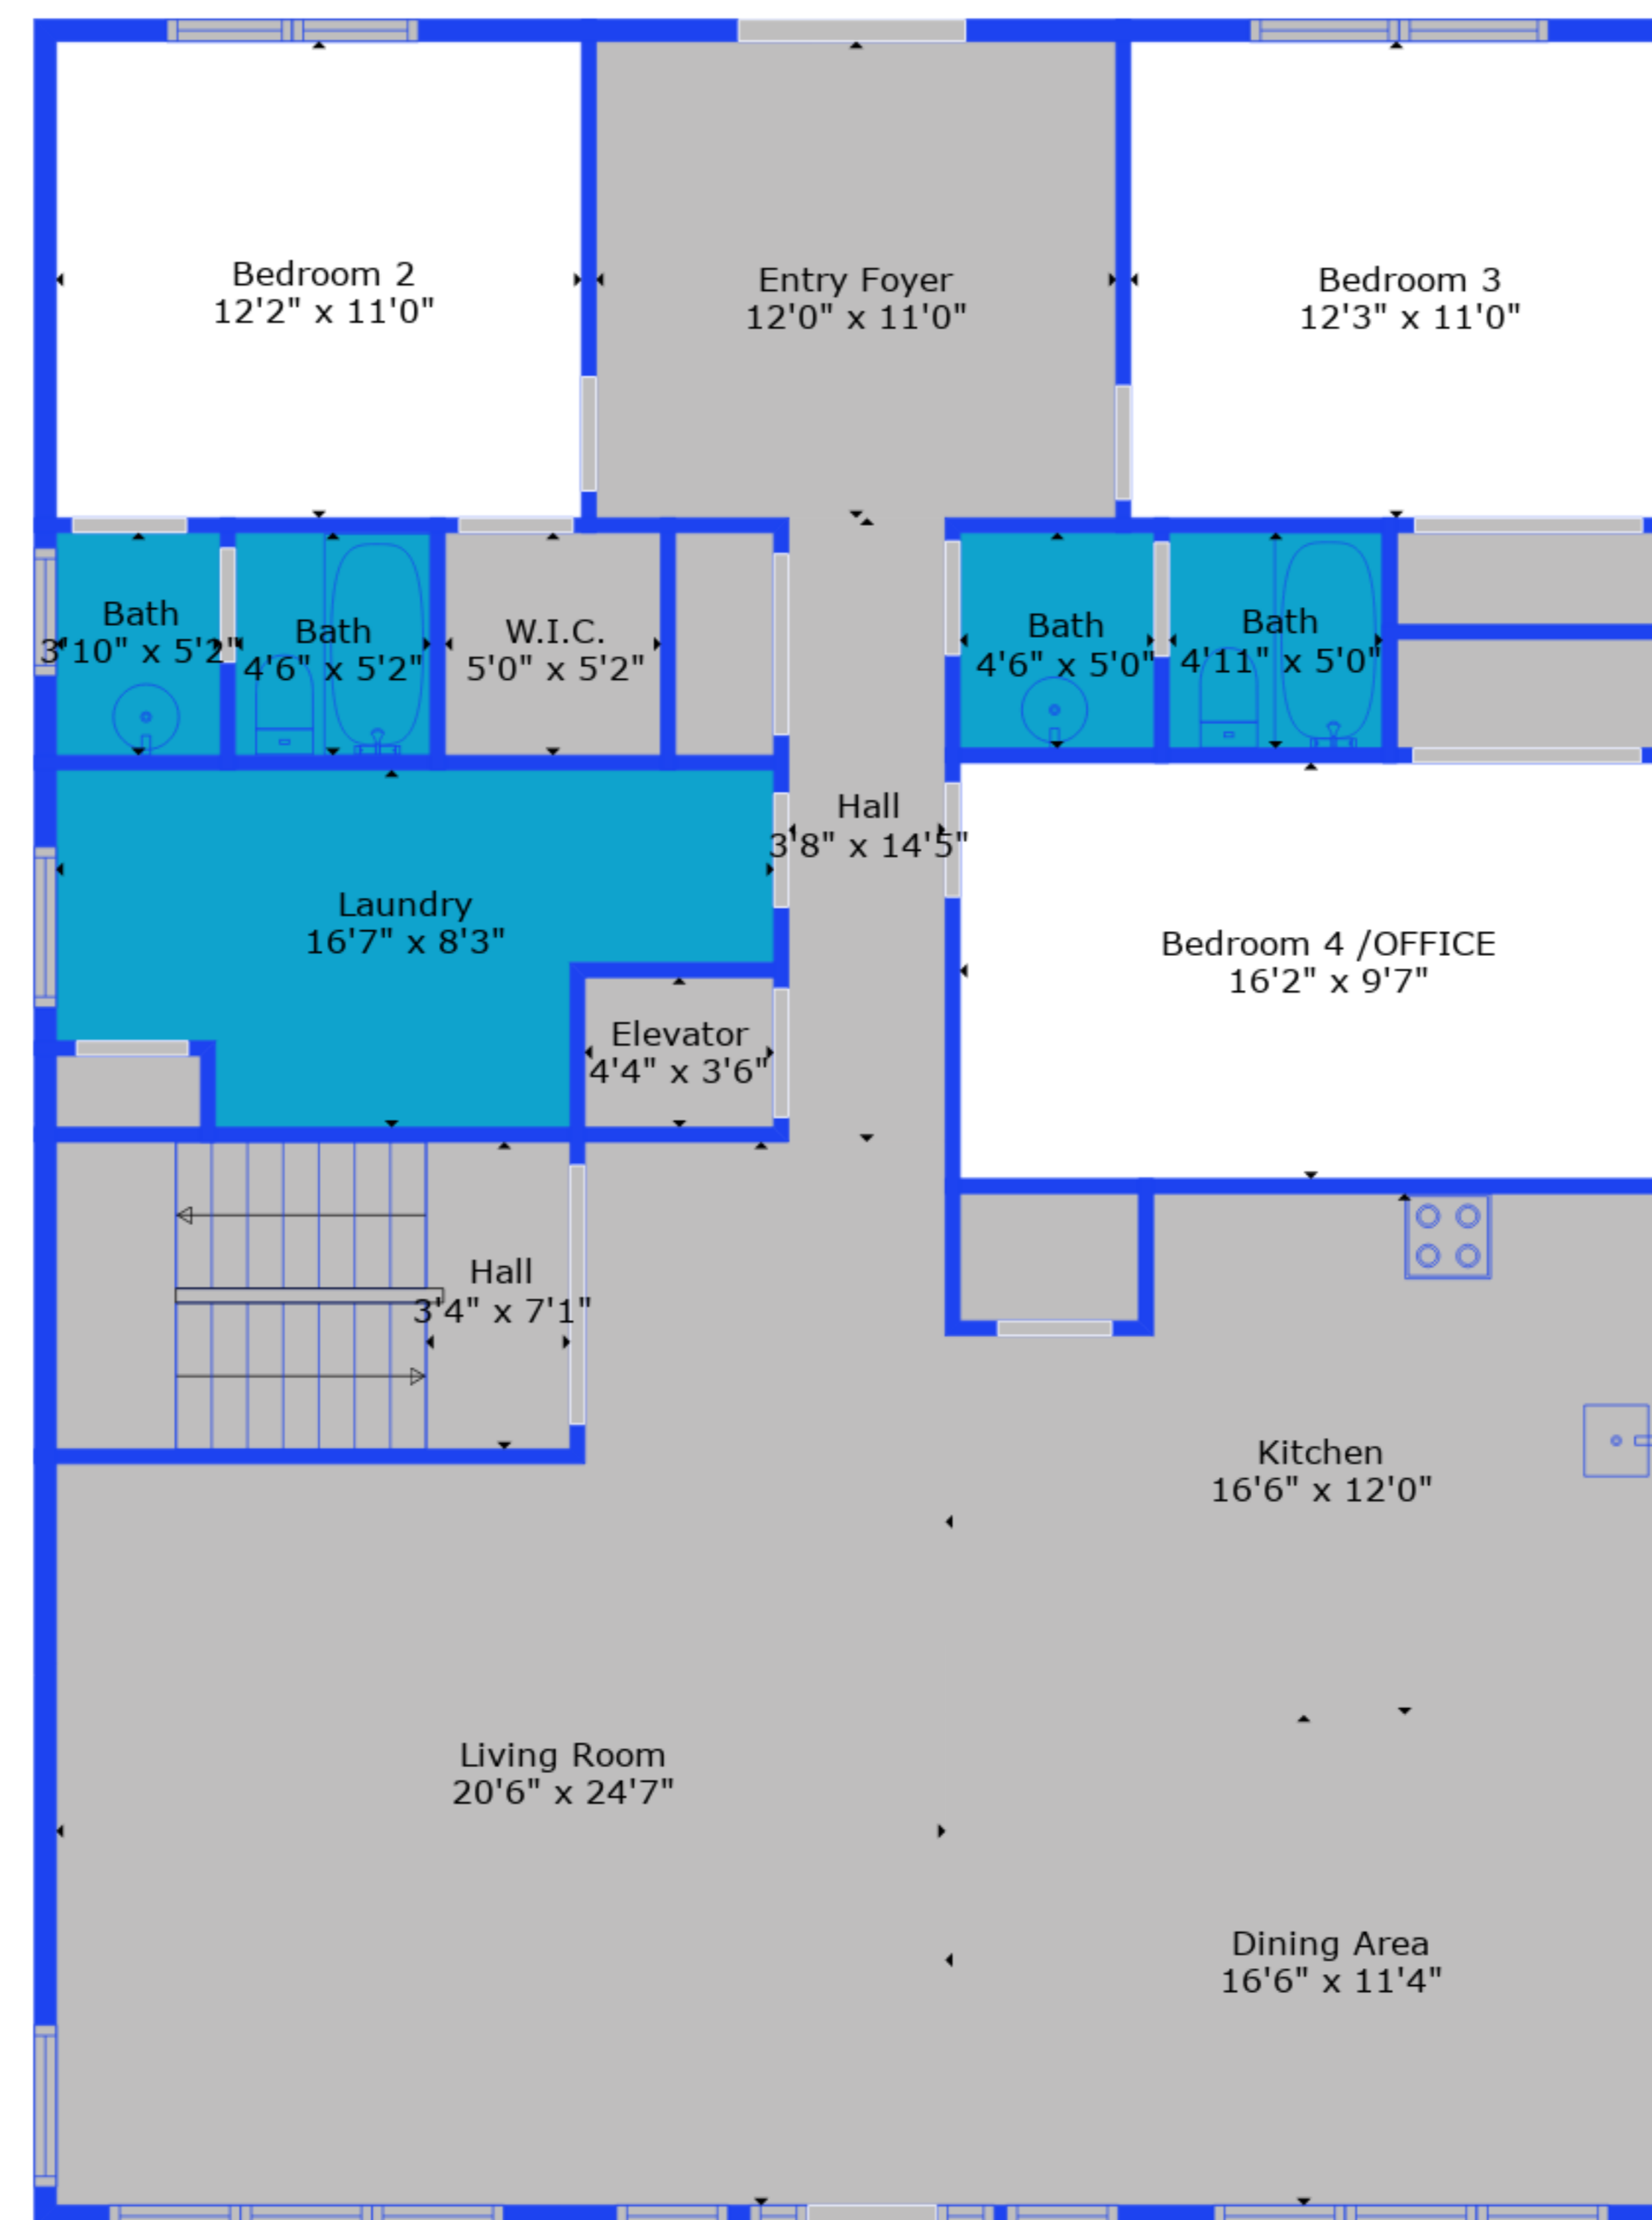 Bedroom 2
12'2" x 11'0"
Entry Foyer
12'0" x 11'0"
Bedroom 3
12'3" x 11'0"
Bath
3'10" x 5'2"
Bath
4'6" x 5'2"
W.I.C.
5'0" x 5'2"
Bath
4'6" x 5'0"
Bath
4'11" x 5'0"
Hall
3'8" x 14'5"
Laundry
16'7" x 8'3"
Bedroom 4 /OFFICE
16'2" x 9'7"
Elevator
4'4" x 3'6"
Hall
3'4" x 7'1"
Kitchen
16'6" x 12'0"
Living Room
20'6" x 24'7"
Dining Area
16'6" x 11'4"